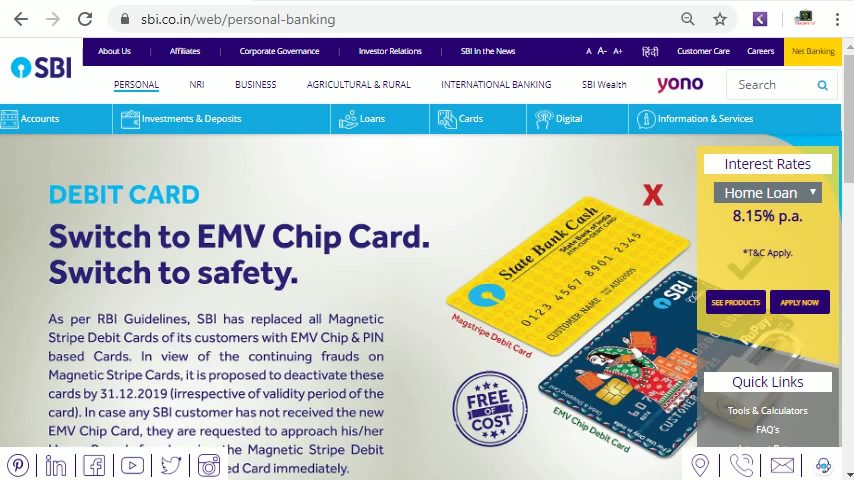 sbi.co.in/web/personal-banking
About Us
Affiliates
Corporate Governance
Investor Relations
SBI In the News
A A- A+
हिंदी
Customer Care
Careers
Net Banking
SBI
PERSONAL
NRI
BUSINESS
AGRICULTURAL & RURAL
INTERNATIONAL BANKING
SBI Wealth
yono
Search
Accounts
Investments & Deposits
Loans
Cards
Digital
Information & Services
DEBIT CARD
Switch to EMV Chip Card.
Switch to safety.
As per RBI Guidelines, SBI has replaced all Magnetic
Stripe Debit Cards of its customers with EMV Chip & PIN
based Cards. In view of the continuing frauds on
Magnetic Stripe Cards, it is proposed to deactivate these
cards by 31.12.2019 (irrespective of validity period of the
card). In case any SBI customer has not received the new
EMV Chip Card, they are requested to approach his/her
the Magnetic Stripe Debit
ed Card immediately.
X
State Bank Cash
State Bank of India
0123 4567 8901 2345
CUSTOMER NAME
AUG2005
Magstripe Debit Card
SBI
EMV Chip Debit Card
FREE
OF
COST
Interest Rates
Home Loan
8.15% p.a.
*T&C Apply.
SEE PRODUCTS
APPLY NOW
Quick Links
Tools & Calculators
FAQ's